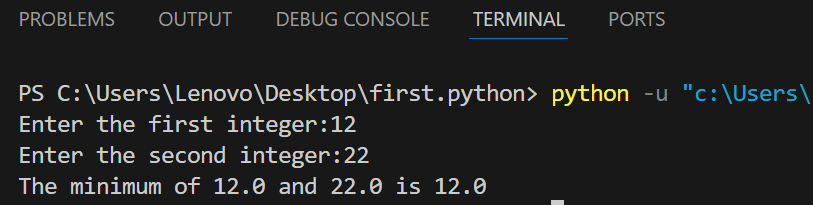 PROBLEMS OUTPUT DEBUG CONSOLE TERMINAL PORTS
PS C:\Users\Lenovo\Desktop\first.python> python -u "c:\Users\
Enter the first integer:12
Enter the second integer:22
The minimum of 12.0 and 22.0 is 12.0